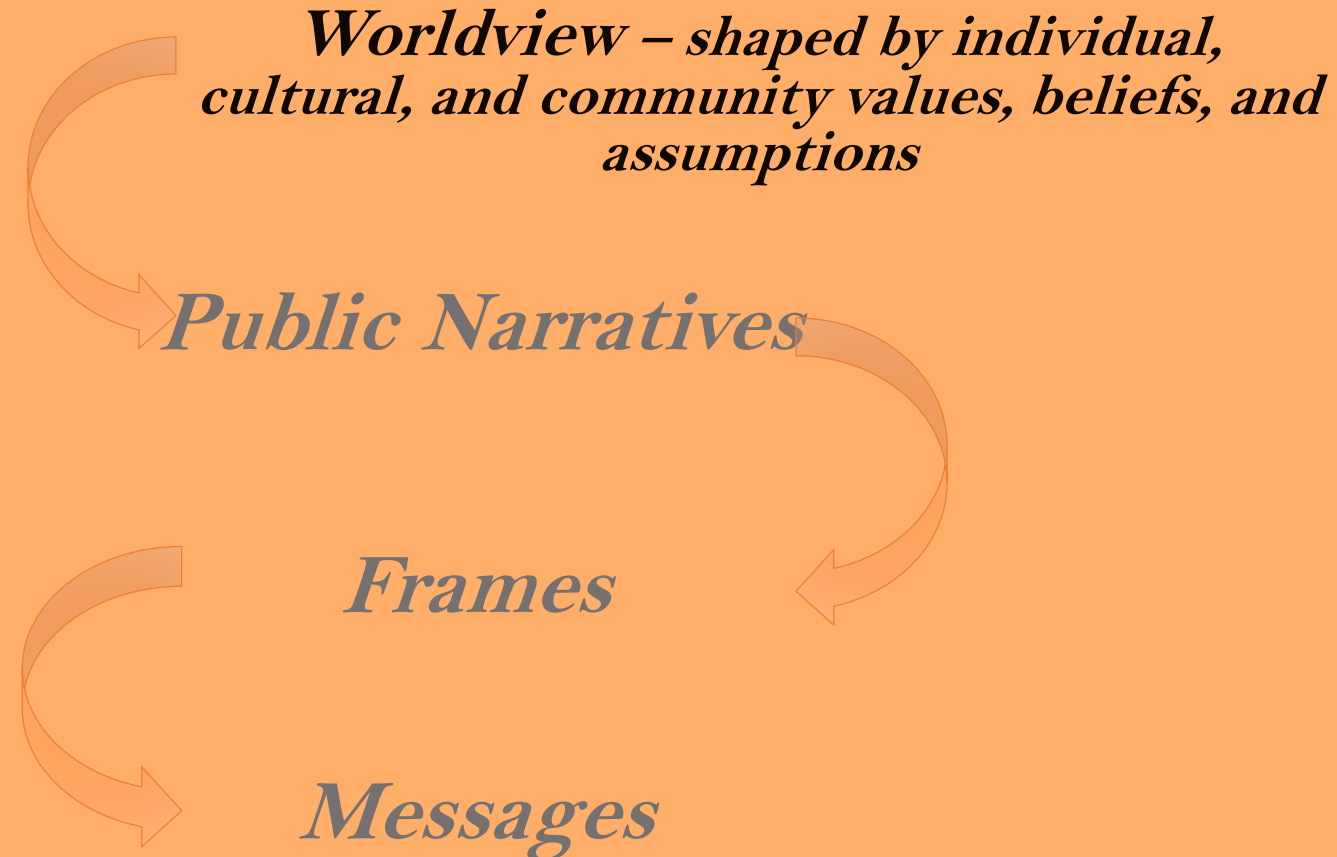 Worldview – shaped by individual,
cultural, and community values, beliefs, and
assumptions
Public Narratives
Frames
Messages